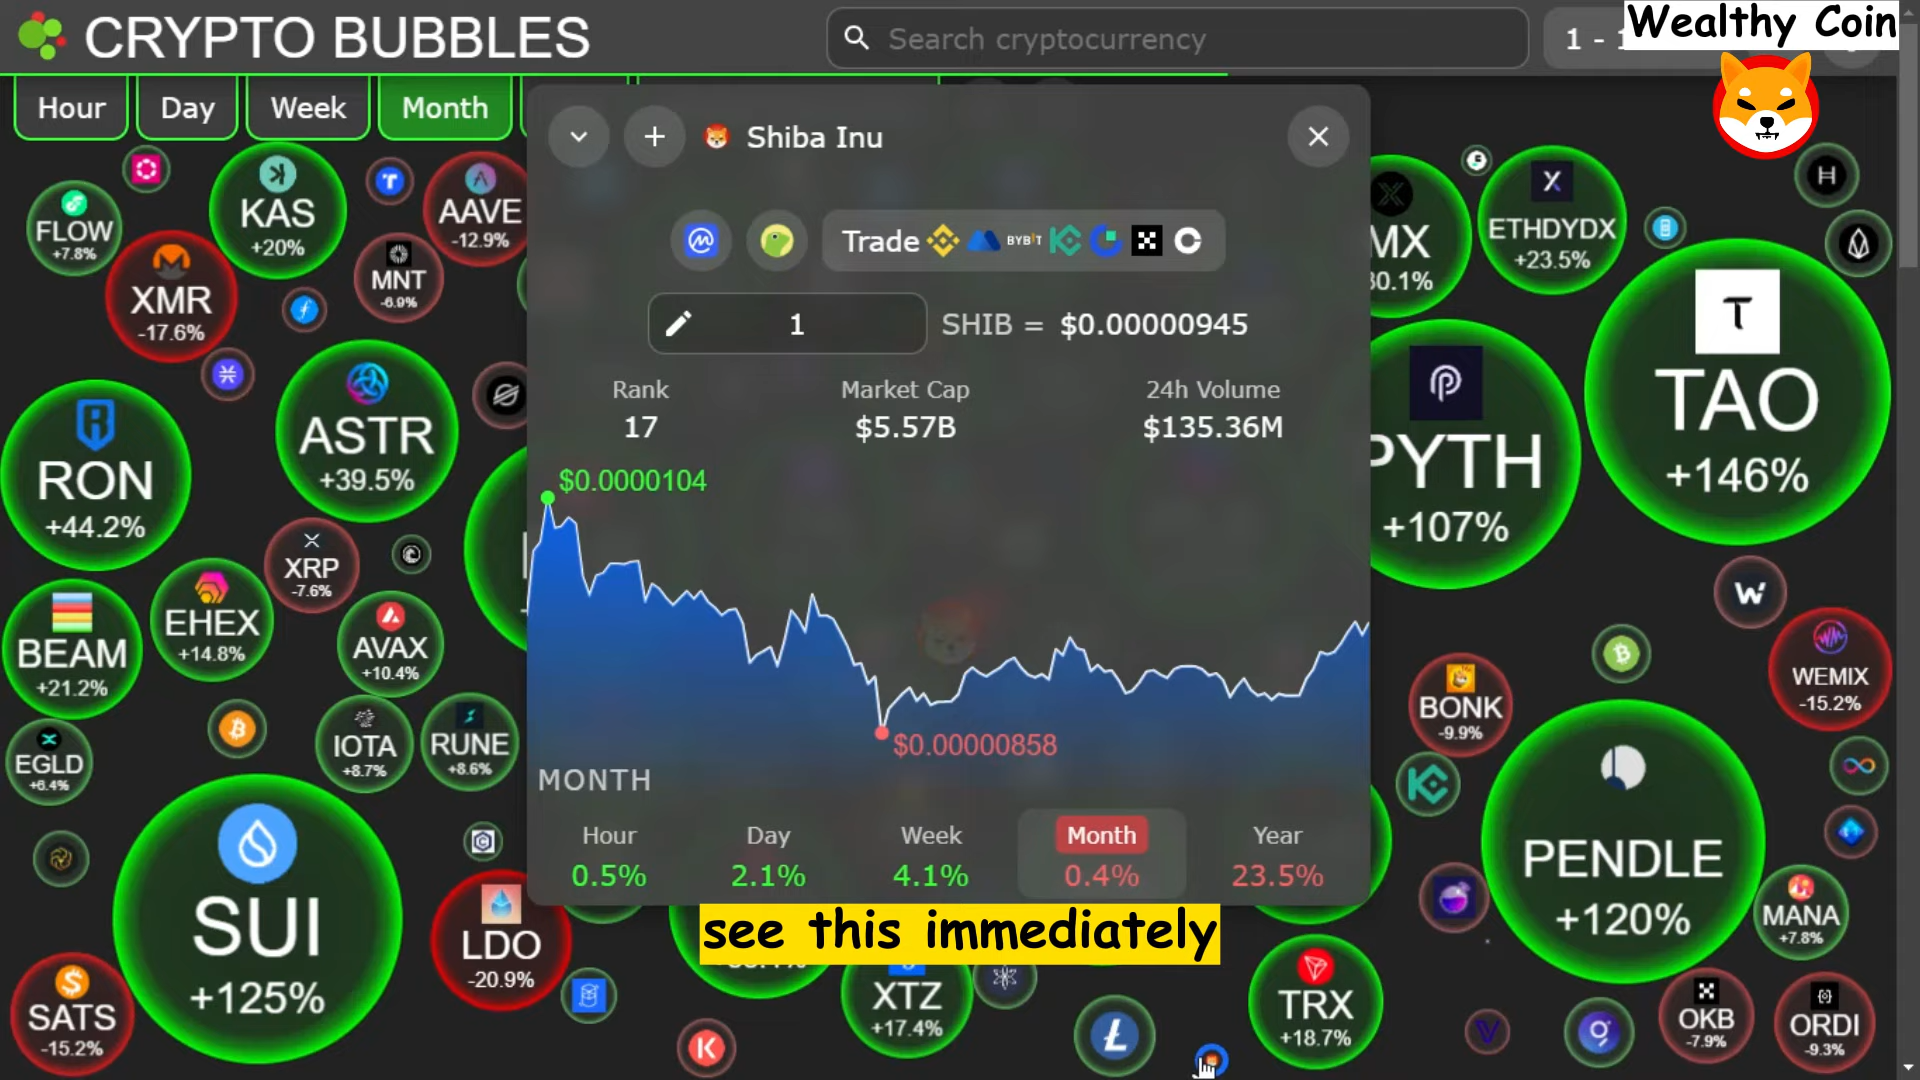 CRYPTO BUBBLES
Search cryptocurrency
1 -
Wealthy Coin
Hour
Day
Week
Month
Shiba Inu
Trade
BYBIT
1
SHIB = $0.00000945
Rank
17
Market Cap
$5.57B
24h Volume
$135.36M
$0.0000104
$0.00000858
MONTH
Hour
0.5%
Day
2.1%
Week
4.1%
Month
0.4%
Year
23.5%
see this immediately
FLOW
+7.8%
KAS
+20%
AAVE
-12.9%
XMR
-17.6%
MNT
-6.9%
RON
+44.2%
ASTR
+39.5%
XRP
-7.6%
EHEX
+14.8%
BEAM
+21.2%
AVAX
+10.4%
IOTA
+8.7%
RUNE
+8.6%
EGLD
+6.4%
SUI
+125%
LDO
-20.9%
SATS
-15.2%
XTZ
+17.4%
TRX
+18.7%
MX
30.1%
ETHDYDX
+23.5%
TAO
+146%
PYTH
+107%
BONK
-9.9%
WEMIX
-15.2%
PENDLE
+120%
MANA
+7.8%
OKB
-7.9%
ORDI
-9.3%